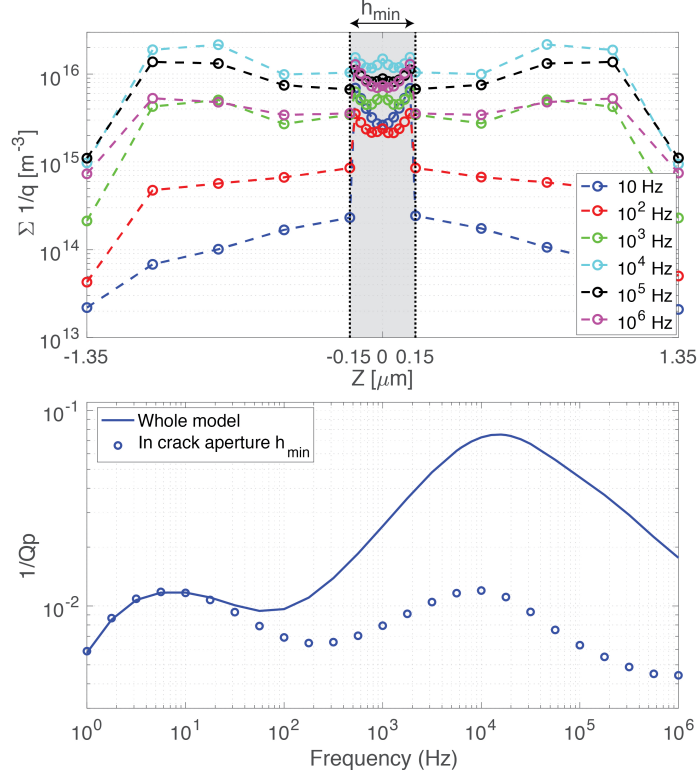 h_min
Σ 1/q [m^-3]
10^16
10^15
10^14
10^13
10 Hz
10^2 Hz
10^3 Hz
10^4 Hz
10^5 Hz
10^6 Hz
-1.35
-0.15
0
0.15
1.35
Z [μm]
1/Qp
10^-1
10^-2
Whole model
In crack aperture h_min
10^0
10^1
10^2
10^3
10^4
10^5
10^6
Frequency (Hz)